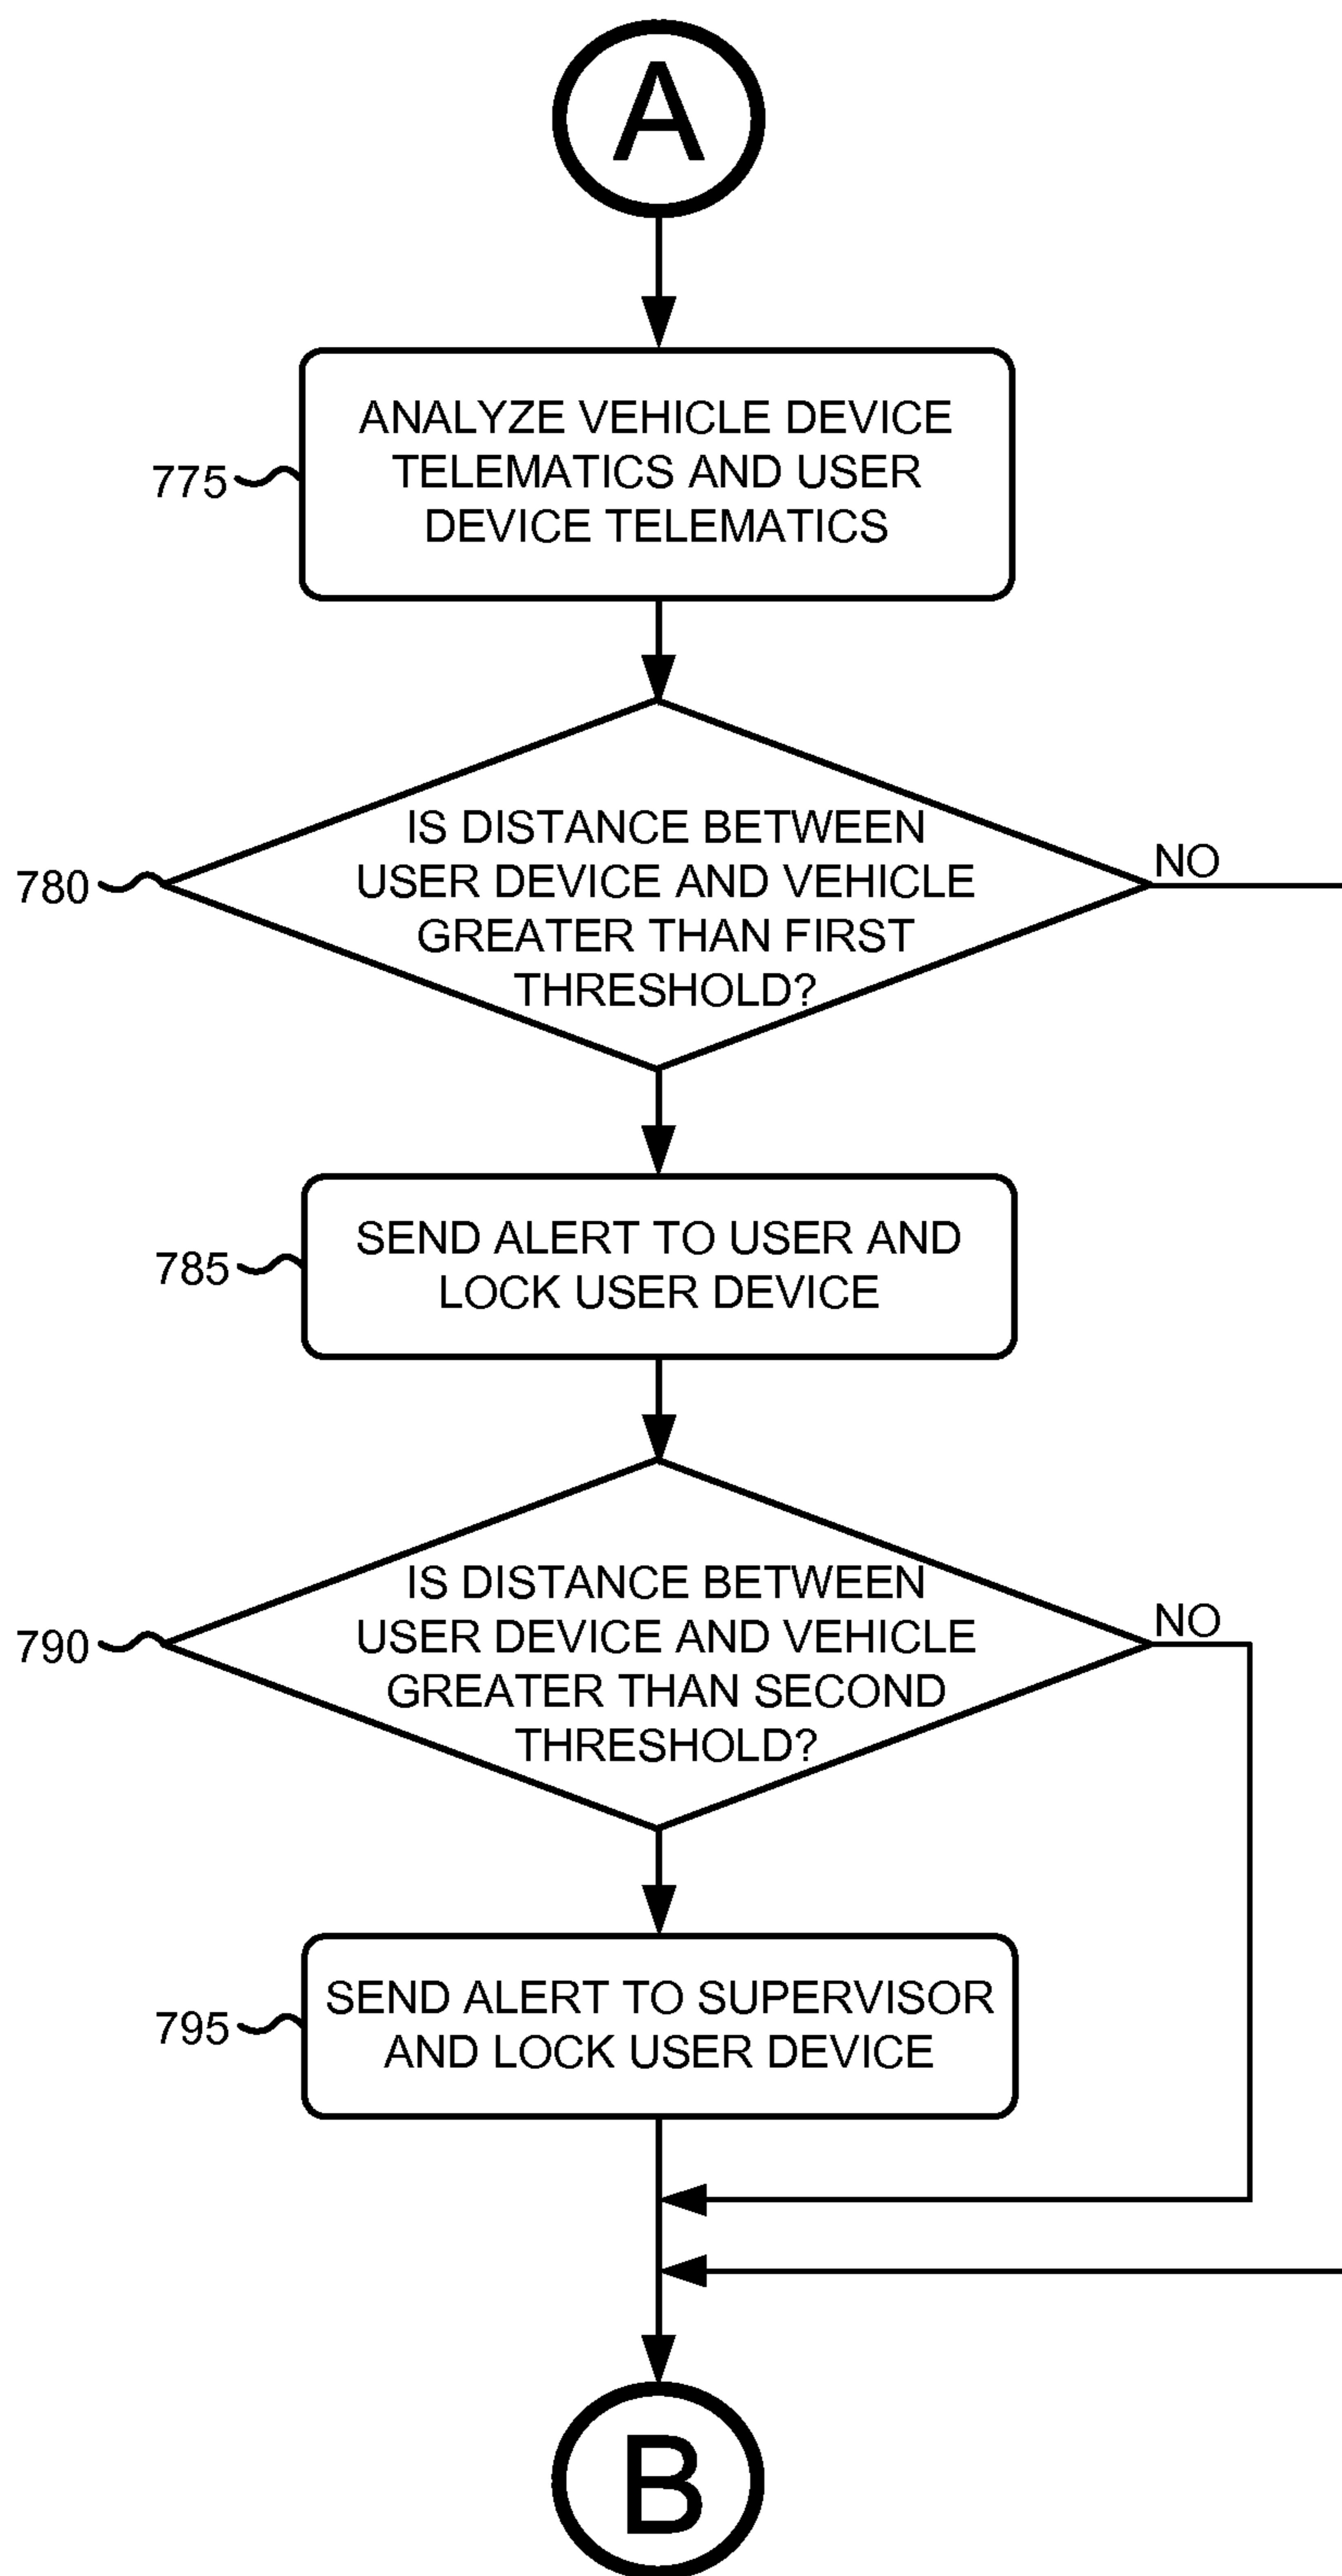 A
ANALYZE VEHICLE DEVICE
TELEMATICS AND USER
DEVICE TELEMATICS
775
IS DISTANCE BETWEEN
USER DEVICE AND VEHICLE
GREATER THAN FIRST
THRESHOLD?
780
NO
SEND ALERT TO USER AND
LOCK USER DEVICE
785
IS DISTANCE BETWEEN
USER DEVICE AND VEHICLE
GREATER THAN SECOND
THRESHOLD?
790
NO
SEND ALERT TO SUPERVISOR
AND LOCK USER DEVICE
795
B